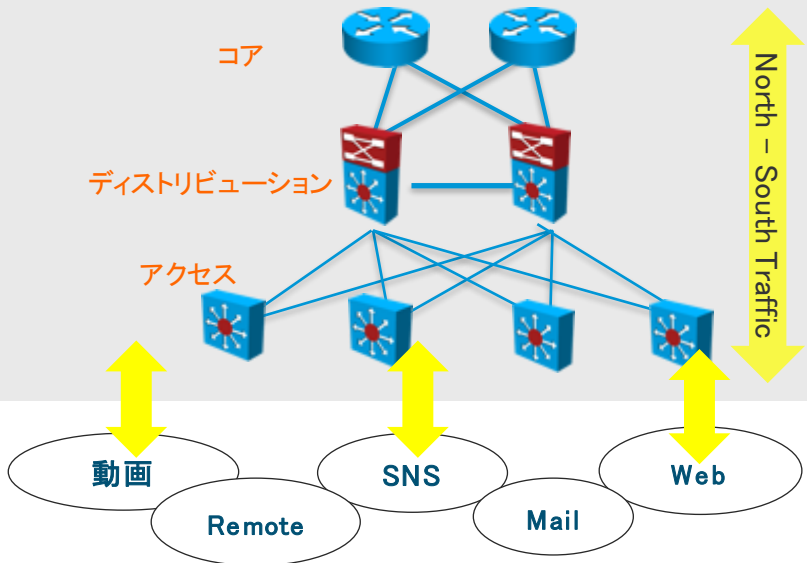 コア
North – South Traffic
ディストリビューション
アクセス
動画
SNS
Web
Remote
Mail